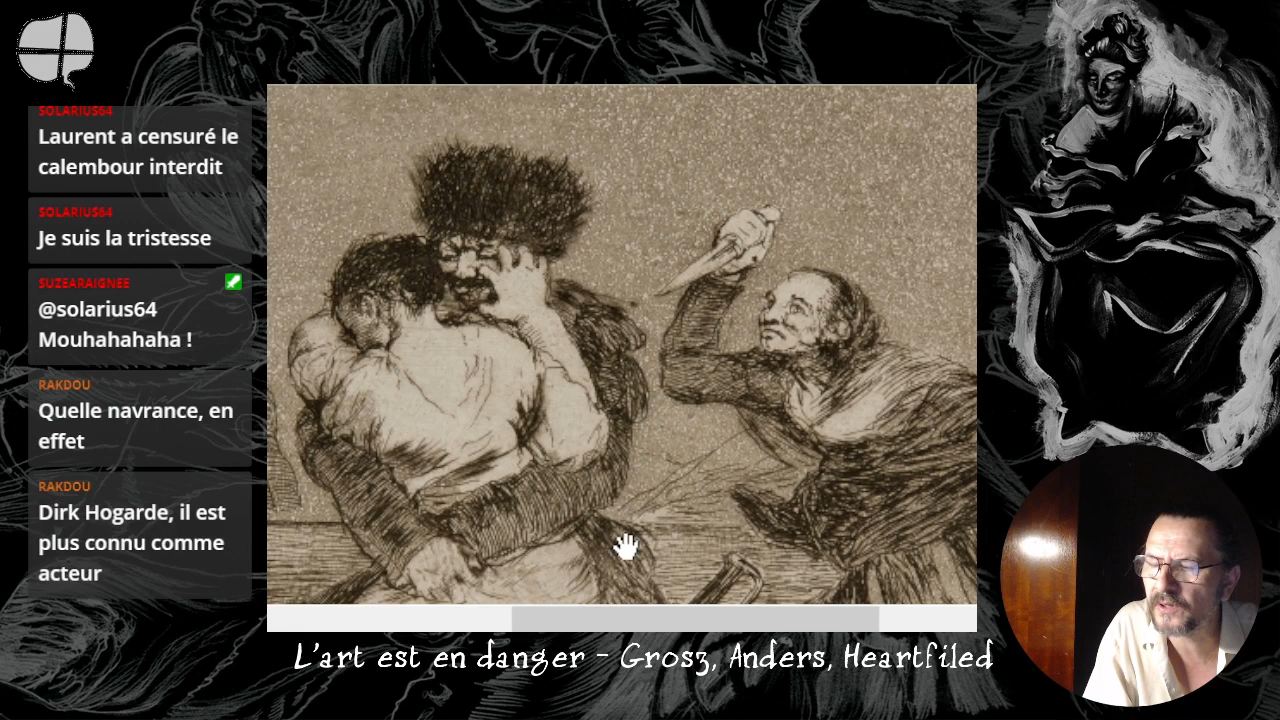 SOLARIUS64
Laurent a censuré le
calembour interdit
SOLARIUS64
Je suis la tristesse
SUZEARAIGNEE
@solarius64
Mouhahahaha !
RAKDOU
Quelle navrance, en
effet
RAKDOU
Dirk Hogarde, il est
plus connu comme
acteur
L'art est en danger - Grosz, Anders, Heartfiled